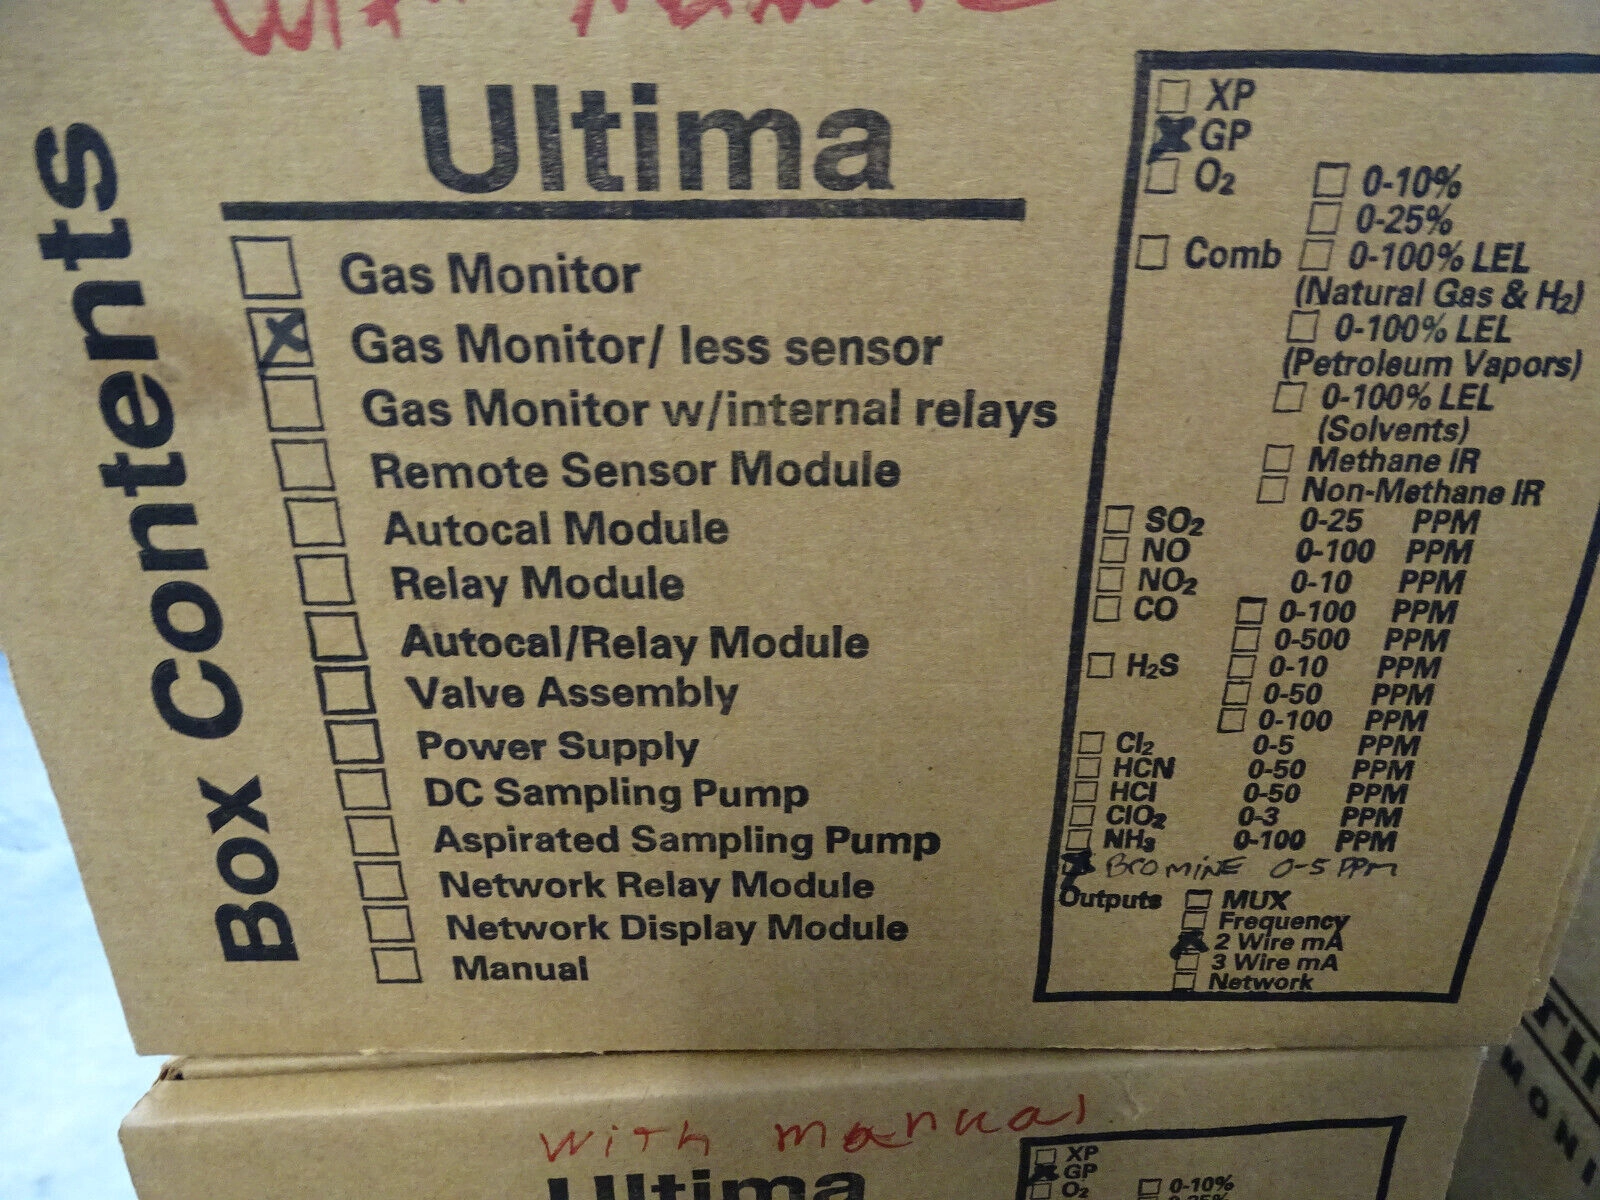 Ultima
Box Contents
Gas Monitor
Gas Monitor/ less sensor
Gas Monitor w/internal relays
Remote Sensor Module
Autocal Module
Relay Module
Autocal/Relay Module
Valve Assembly
Power Supply
DC Sampling Pump
Aspirated Sampling Pump
Network Relay Module
Network Display Module
Manual
XP
GP
O₂ 0-10%
0-25%
Comb 0-100% LEL
(Natural Gas & H₂)
0-100% LEL
(Petroleum Vapors)
0-100% LEL
(Solvents)
Methane IR
Non-Methane IR
SO₂ 0-25 PPM
NO 0-100 PPM
NO₂ 0-10 PPM
CO 0-100 PPM
0-500 PPM
H₂S 0-10 PPM
0-50 PPM
0-100 PPM
Cl₂ 0-5 PPM
HCN 0-50 PPM
HCl 0-50 PPM
ClO₂ 0-3 PPM
NH₃ 0-100 PPM
BROMINE 0-5 PPM
Outputs MUX
Frequency
2 Wire mA
3 Wire mA
Network
with manual
Ultima
XP
GP
O₂ 0-10%